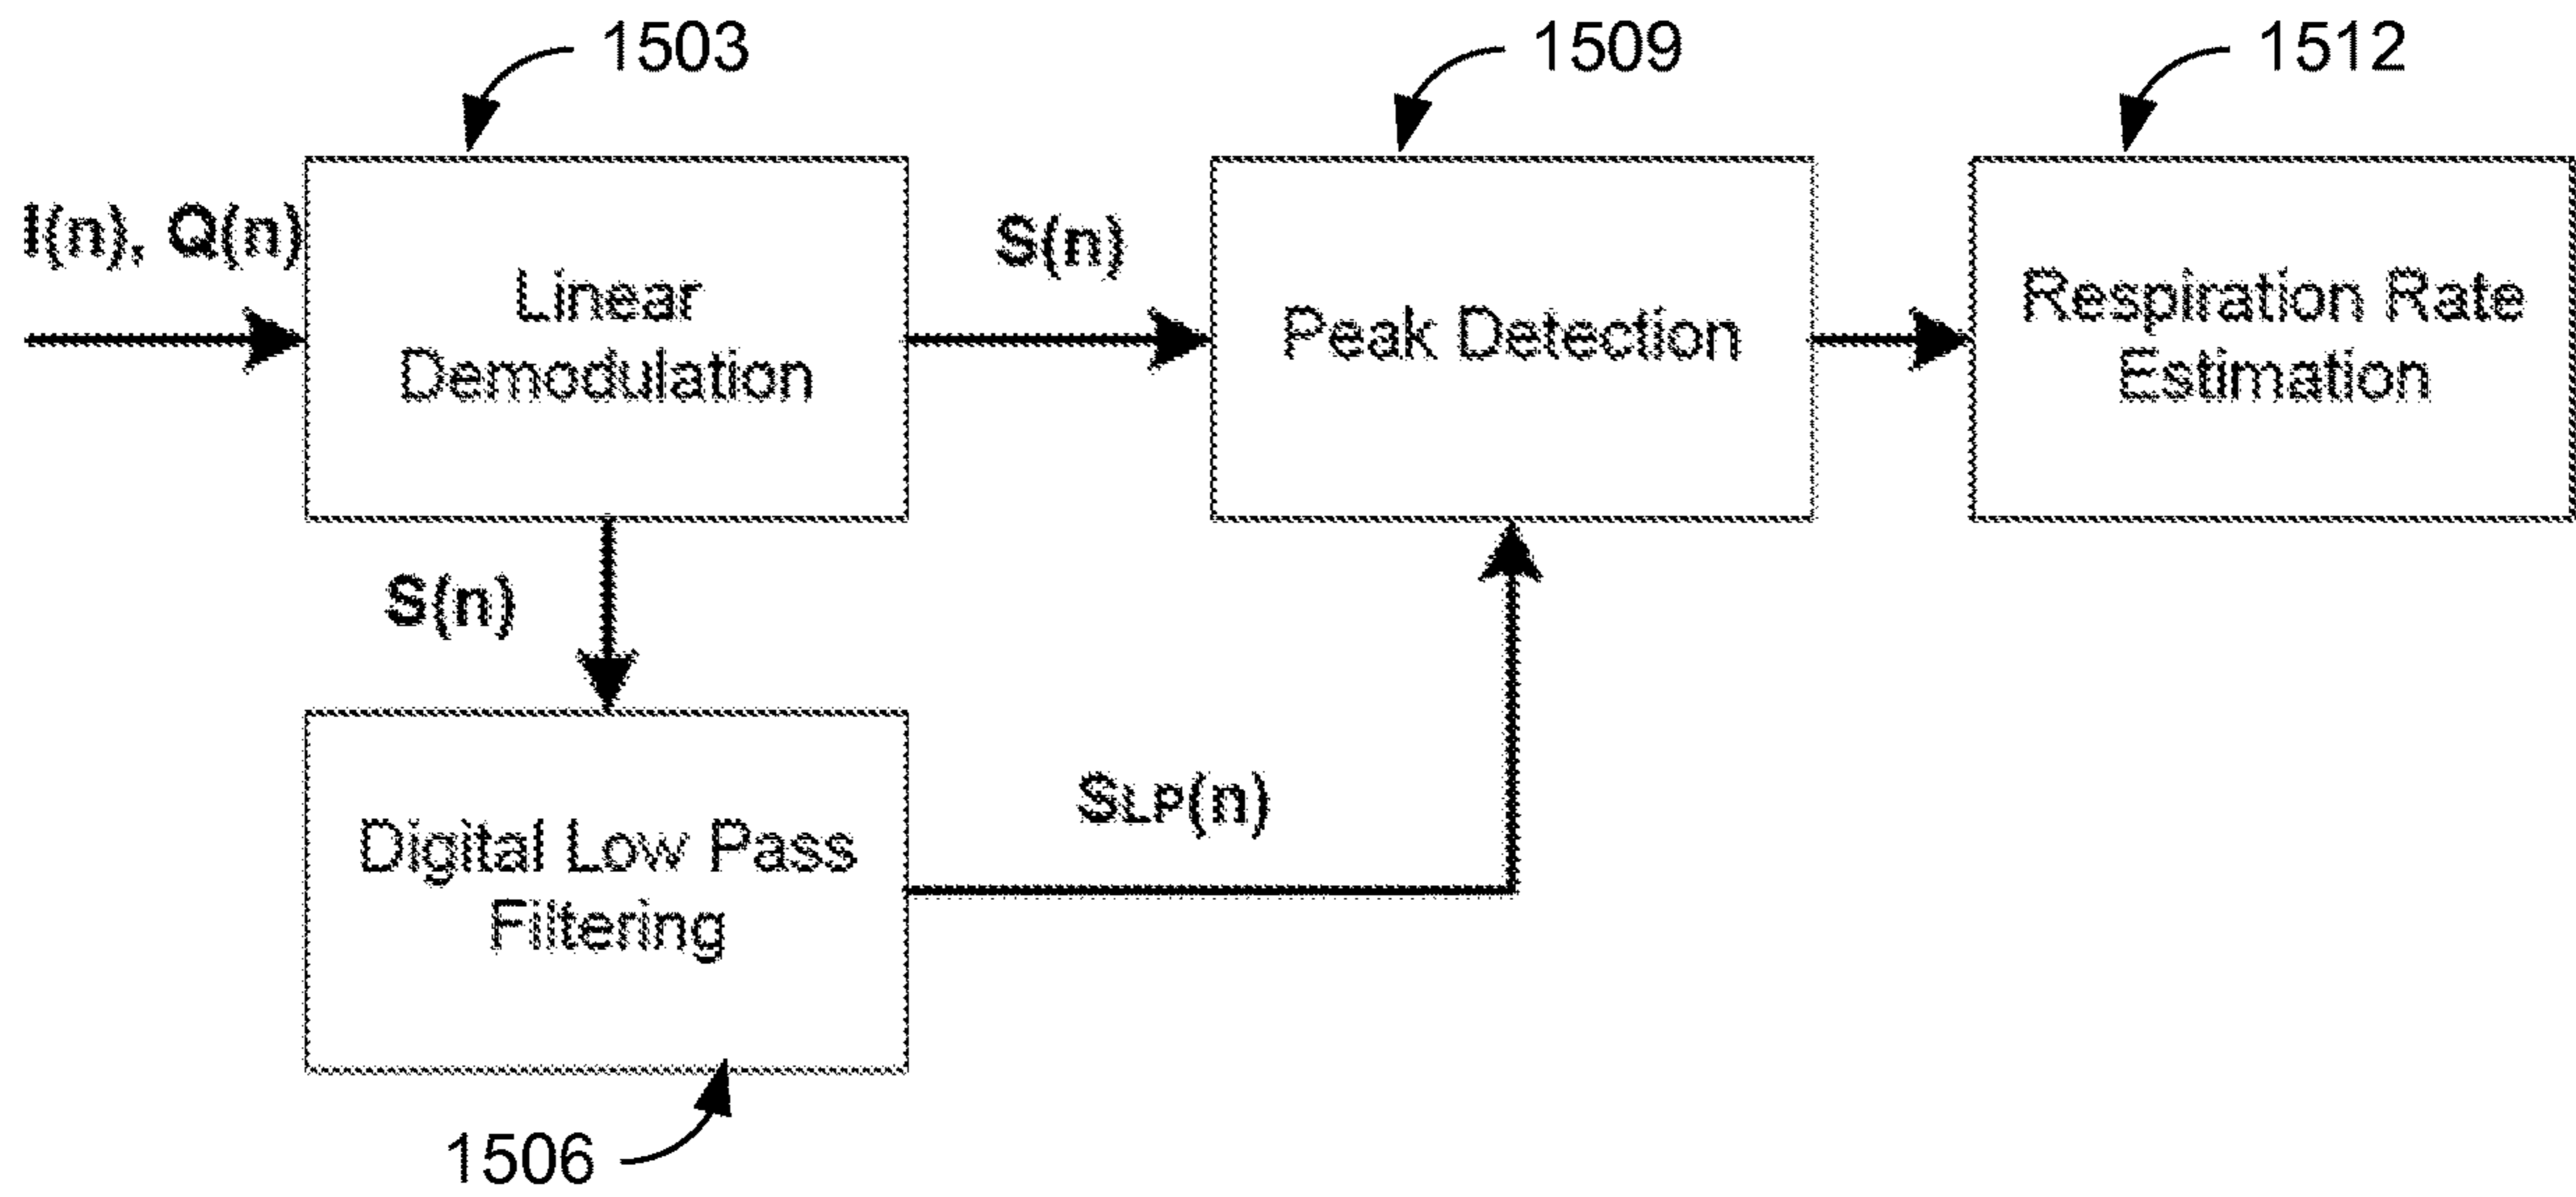 1503
1509
1512
I(n), Q(n)
Linear
Demodulation
S(n)
Peak Detection
Respiration Rate
Estimation
S(n)
Digital Low Pass
Filtering
SLP(n)
1506